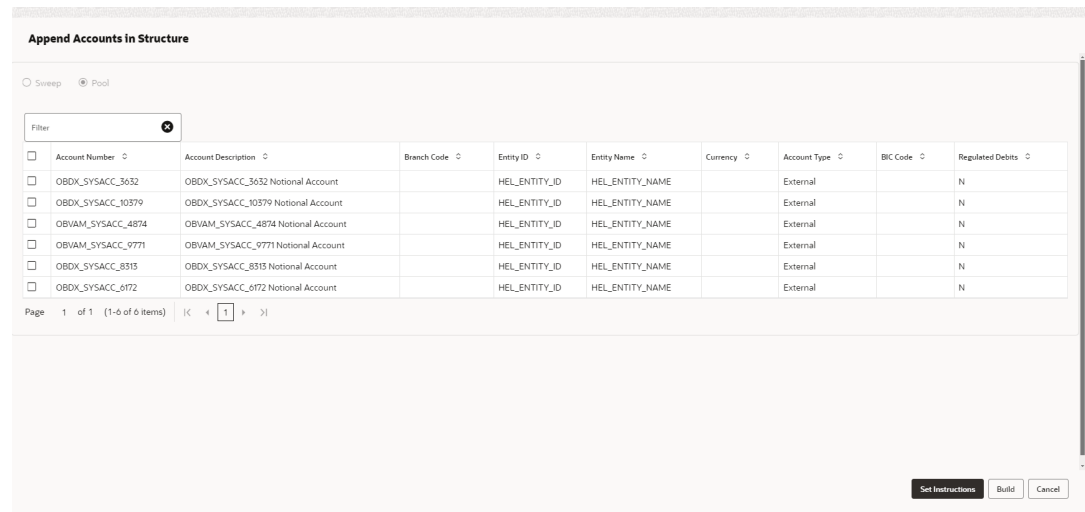 Append Accounts in Structure
Sweep Pool
Filter
Account Number Account Description Branch Code Entity ID Entity Name Currency Account Type BIC Code Regulated Debits
OBDX_SYSACC_3632 OBDX_SYSACC_3632 Notional Account HEL_ENTITY_ID HEL_ENTITY_NAME External N
OBDX_SYSACC_10379 OBDX_SYSACC_10379 Notional Account HEL_ENTITY_ID HEL_ENTITY_NAME External N
OBVAM_SYSACC_4874 OBVAM_SYSACC_4874 Notional Account HEL_ENTITY_ID HEL_ENTITY_NAME External N
OBVAM_SYSACC_9771 OBVAM_SYSACC_9771 Notional Account HEL_ENTITY_ID HEL_ENTITY_NAME External N
OBDX_SYSACC_8313 OBDX_SYSACC_8313 Notional Account HEL_ENTITY_ID HEL_ENTITY_NAME External N
OBDX_SYSACC_6172 OBDX_SYSACC_6172 Notional Account HEL_ENTITY_ID HEL_ENTITY_NAME External N
Page 1 of 1 (1-6 of 6 items) 1
Set Instructions Build Cancel